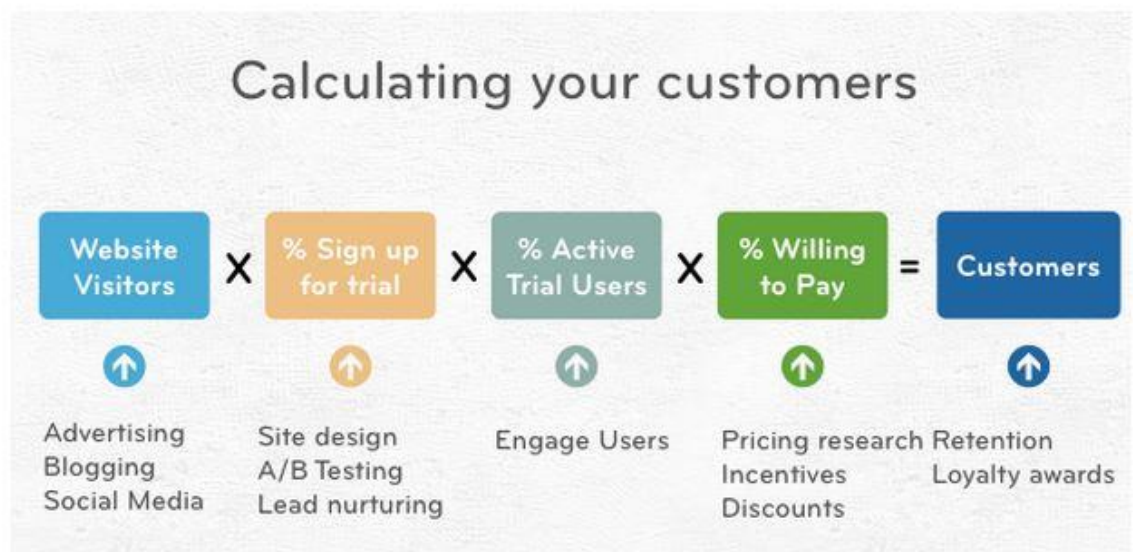 Calculating your customers
Website
Visitors
X
% Sign up
for trial
X
% Active
Trial Users
X
% Willing
to Pay
=
Customers
Advertising
Blogging
Social Media
Site design
A/B Testing
Lead nurturing
Engage Users
Pricing research
Incentives
Discounts
Retention
Loyalty awards